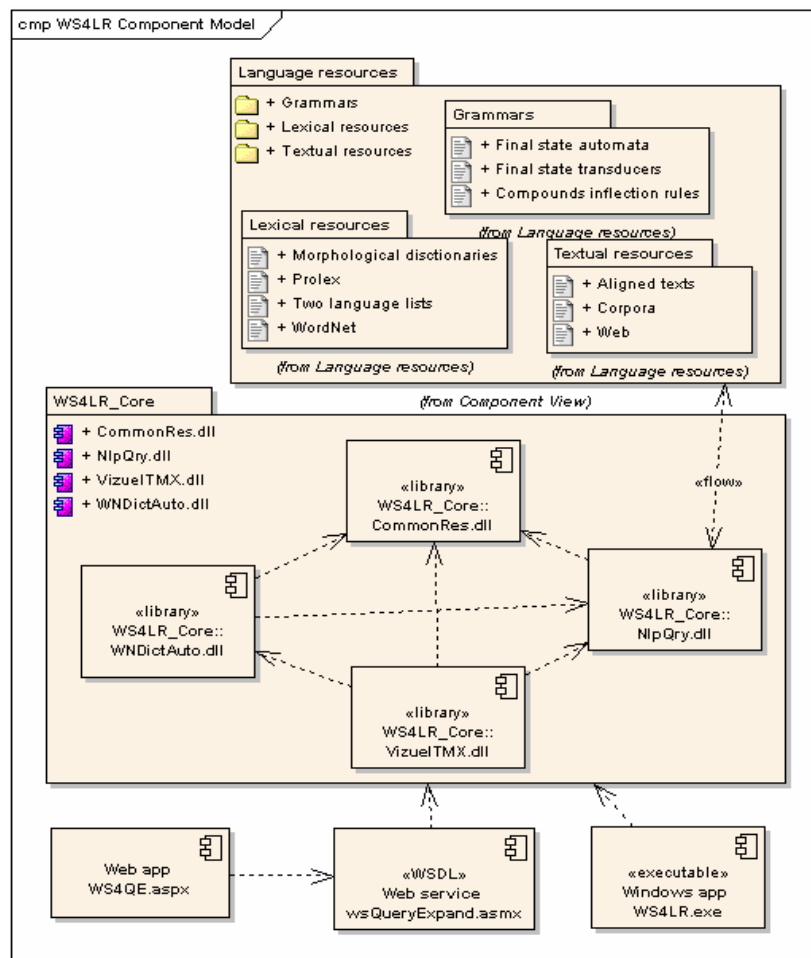 cmp WS4LR Component Model
Language resources
+ Grammars
+ Lexical resources
+ Textual resources
Grammars
+ Final state automata
+ Final state transducers
+ Compounds inflection rules
(from Language resources)
Lexical resources
+ Morphological disctionaries
+ Prolex
+ Two language lists
+ WordNet
(from Language resources)
Textual resources
+ Aligned texts
+ Corpora
+ Web
(from Language resources)
(from Component View)
WS4LR_Core
+ CommonRes.dll
+ NlpQry.dll
+ VizuelTMX.dll
+ WNDictAuto.dll
«library»
WS4LR_Core::
CommonRes.dll
«flow»
«library»
WS4LR_Core::
WNDictAuto.dll
«library»
WS4LR_Core::
NlpQry.dll
«library»
WS4LR_Core::
VizuelTMX.dll
Web app
WS4QE.aspx
«WSDL»
Web service
wsQueryExpand.asmx
«executable»
Windows app
WS4LR.exe